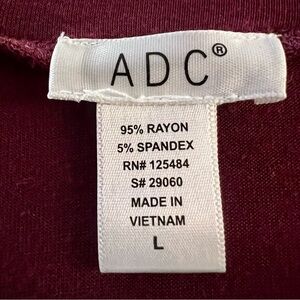 ADC®
95% RAYON
5% SPANDEX
RN# 125484
S# 29060
MADE IN
VIETNAM
L